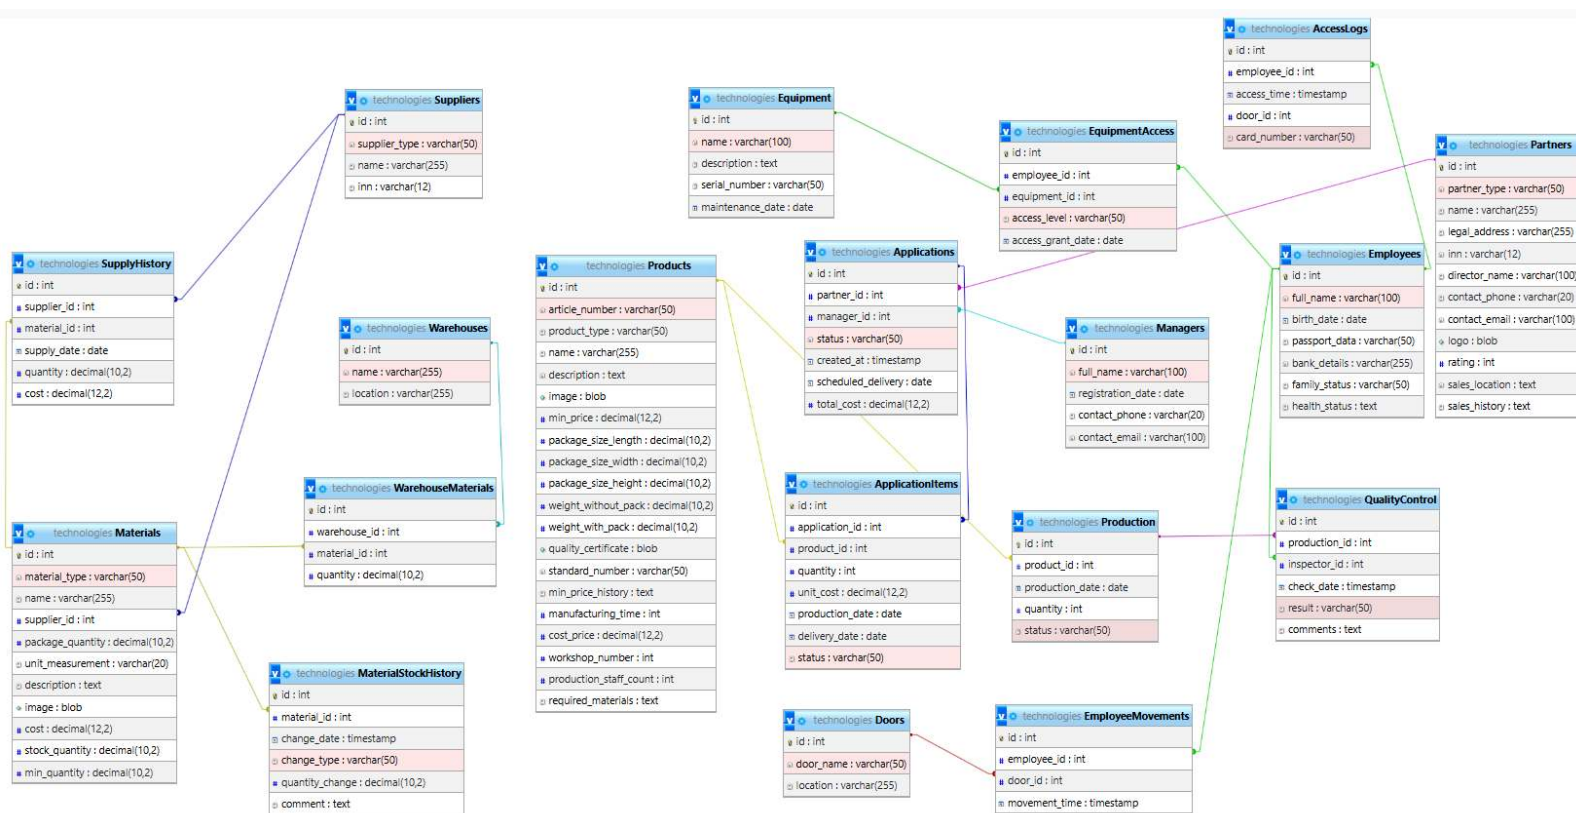 technologies AccessLogs
id : int
employee_id : int
access_time : timestamp
door_id : int
card_number : varchar(50)
technologies Suppliers
id : int
supplier_type : varchar(50)
name : varchar(255)
inn : varchar(12)
technologies Equipment
id : int
name : varchar(100)
description : text
serial_number : varchar(50)
maintenance_date : date
technologies EquipmentAccess
id : int
employee_id : int
equipment_id : int
access_level : varchar(50)
access_grant_date : date
technologies Partners
id : int
partner_type : varchar(50)
name : varchar(255)
legal_address : varchar(255)
inn : varchar(12)
director_name : varchar(100)
contact_phone : varchar(20)
contact_email : varchar(100)
logo : blob
rating : int
sales_location : text
sales_history : text
technologies SupplyHistory
id : int
supplier_id : int
material_id : int
supply_date : date
quantity : decimal(10,2)
cost : decimal(12,2)
technologies Warehouses
id : int
name : varchar(255)
location : varchar(255)
technologies Products
id : int
article_number : varchar(50)
product_type : varchar(50)
name : varchar(255)
description : text
image : blob
min_price : decimal(12,2)
package_size_length : decimal(10,2)
package_size_width : decimal(10,2)
package_size_height : decimal(10,2)
weight_without_pack : decimal(10,2)
weight_with_pack : decimal(10,2)
quality_certificate : blob
standard_number : varchar(50)
min_price_history : text
manufacturing_time : int
cost_price : decimal(12,2)
workshop_number : int
production_staff_count : int
required_materials : text
technologies Applications
id : int
partner_id : int
manager_id : int
status : varchar(50)
created_at : timestamp
scheduled_delivery : date
total_cost : decimal(12,2)
technologies Managers
id : int
full_name : varchar(100)
registration_date : date
contact_phone : varchar(20)
contact_email : varchar(100)
technologies Employees
id : int
full_name : varchar(100)
birth_date : date
passport_data : varchar(50)
bank_details : varchar(255)
family_status : varchar(50)
health_status : text
technologies WarehouseMaterials
id : int
warehouse_id : int
material_id : int
quantity : decimal(10,2)
technologies ApplicationItems
id : int
application_id : int
product_id : int
quantity : int
unit_cost : decimal(12,2)
production_date : date
delivery_date : date
status : varchar(50)
technologies Production
id : int
product_id : int
production_date : date
quantity : int
status : varchar(50)
technologies QualityControl
id : int
production_id : int
inspector_id : int
check_date : timestamp
result : varchar(50)
comments : text
technologies Materials
id : int
material_type : varchar(50)
name : varchar(255)
supplier_id : int
package_quantity : decimal(10,2)
unit_measurement : varchar(20)
description : text
image : blob
cost : decimal(12,2)
stock_quantity : decimal(10,2)
min_quantity : decimal(10,2)
technologies MaterialStockHistory
id : int
material_id : int
change_date : timestamp
change_type : varchar(50)
quantity_change : decimal(10,2)
comment : text
technologies Doors
id : int
door_name : varchar(50)
location : varchar(255)
technologies EmployeeMovements
id : int
employee_id : int
door_id : int
movement_time : timestamp